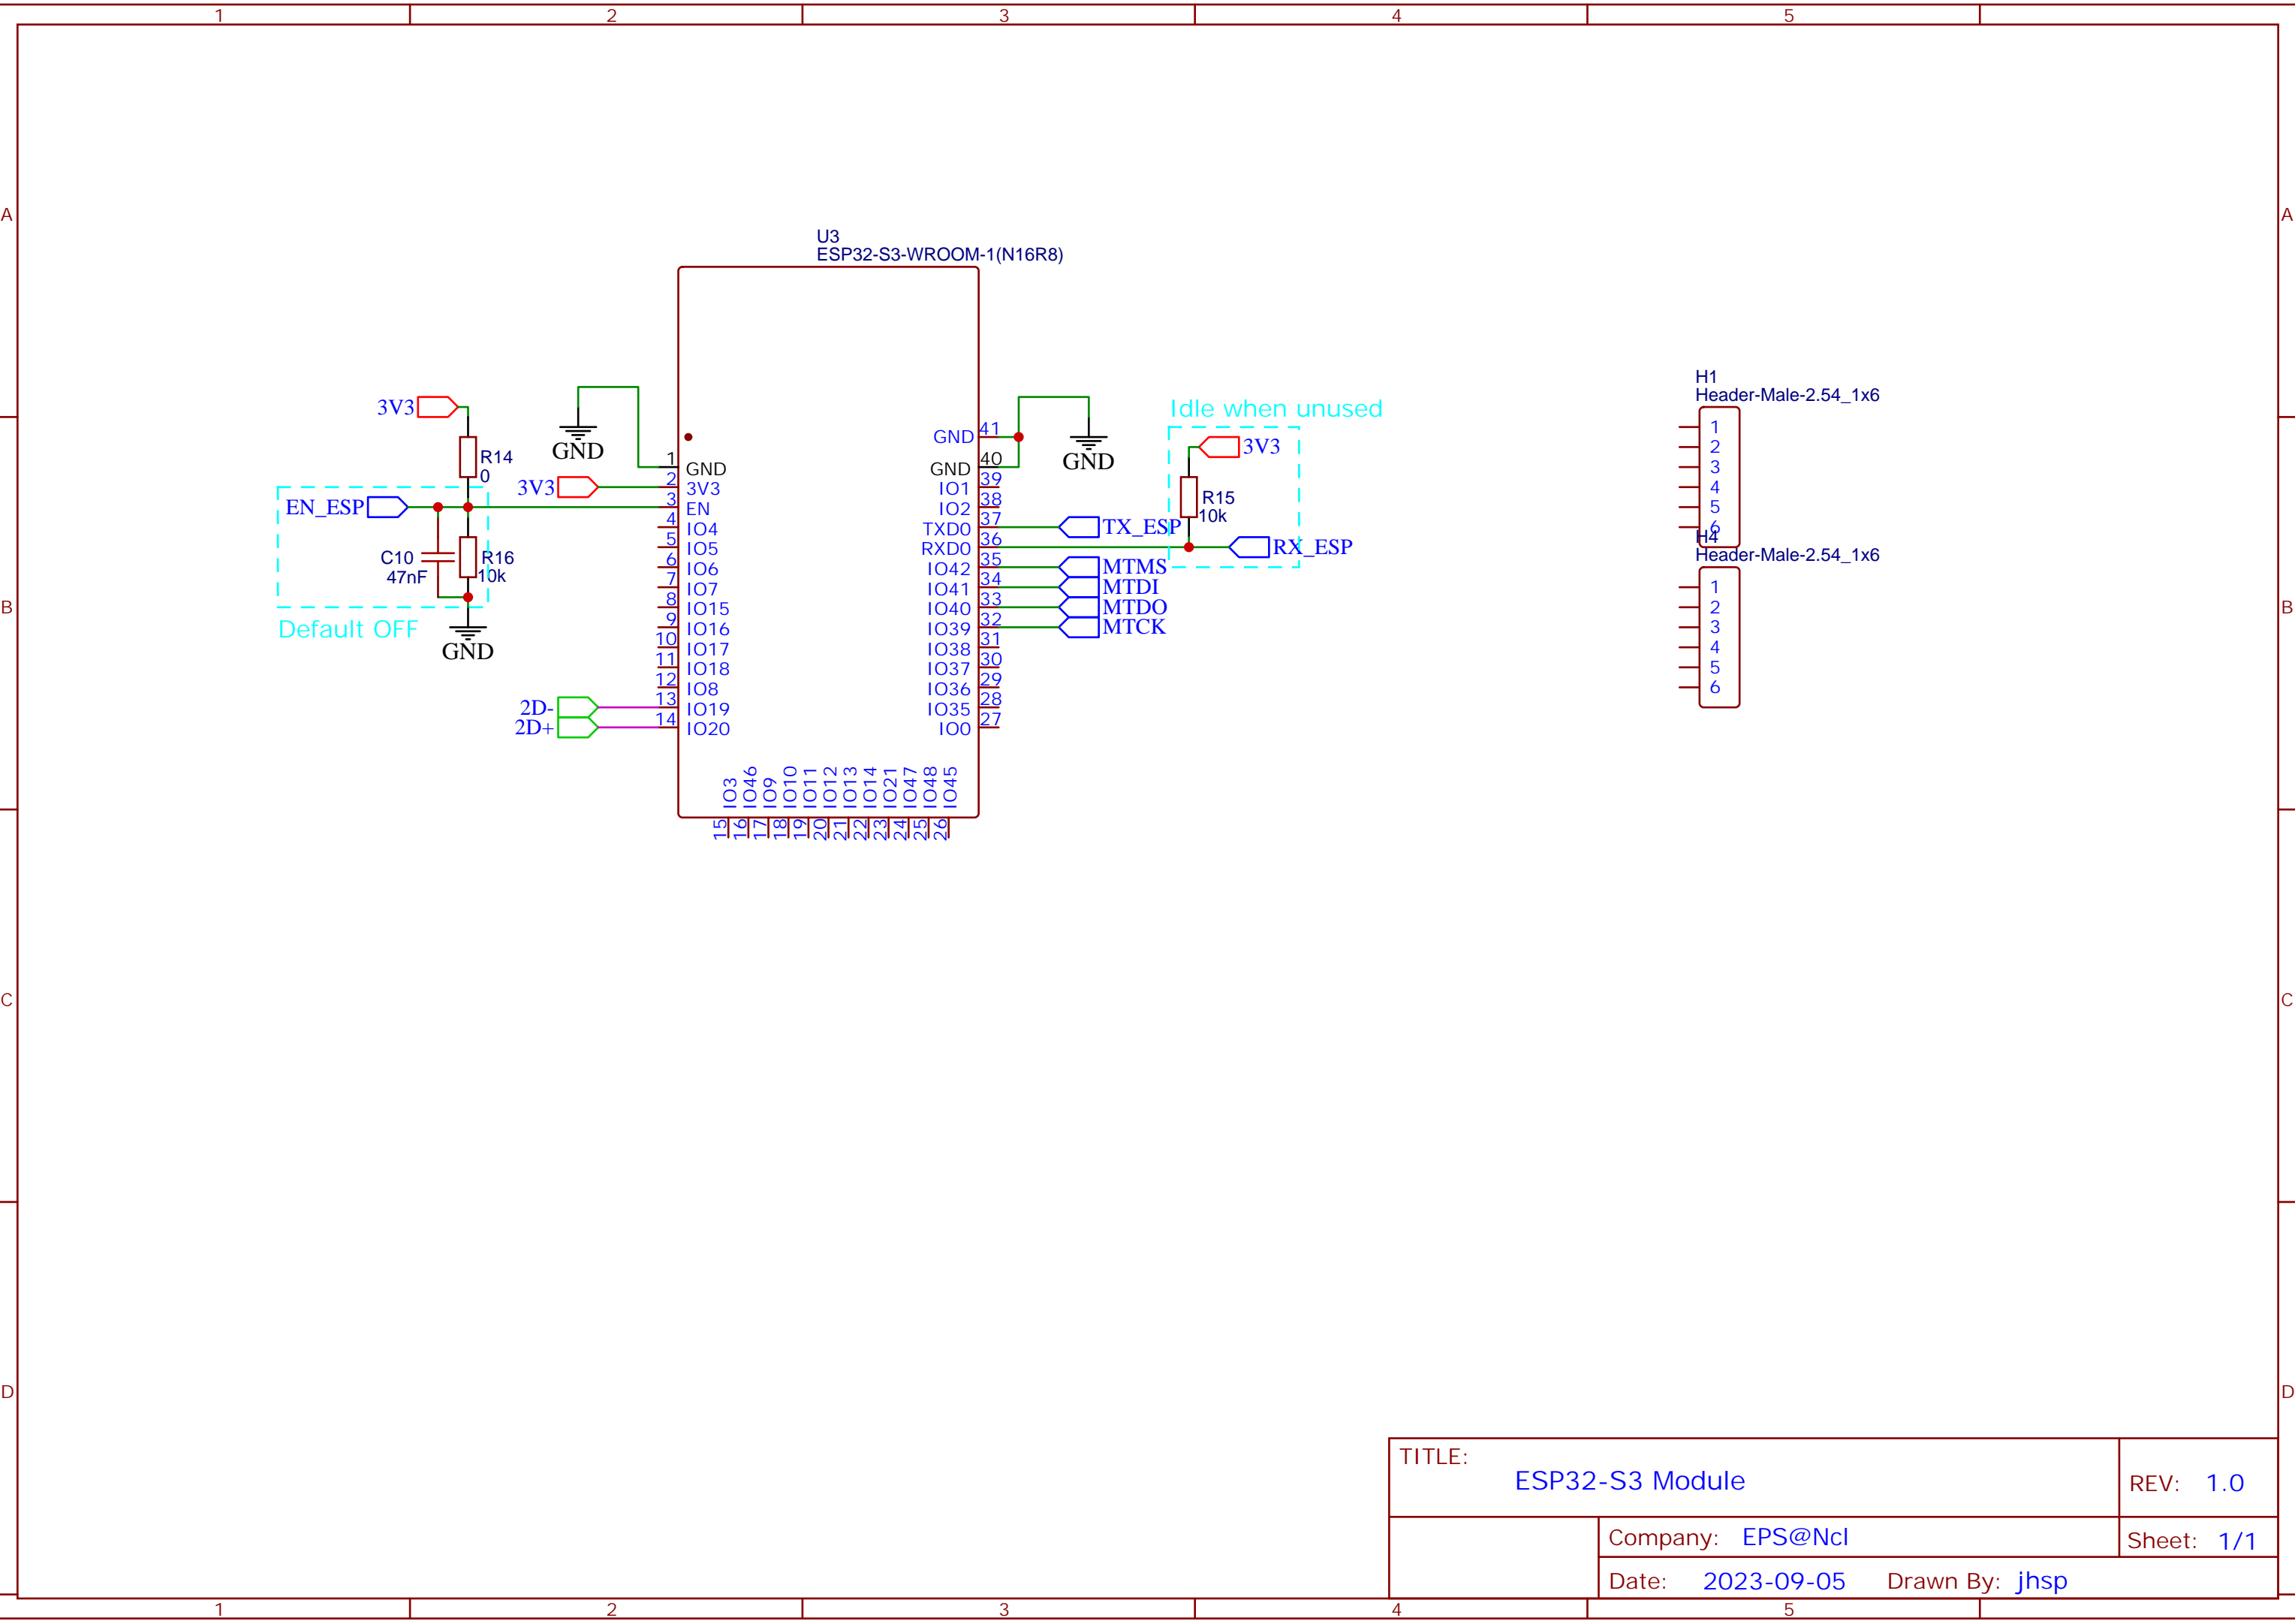 1 2 3 4 5
A A
U3
ESP32-S3-WROOM-1(N16R8)
3V3
R14
0
EN_ESP
C10
47nF
R16
10k
Default OFF
GND
GND
3V3
2D-
2D+
1 GND
2 3V3
3 EN
4 IO4
5 IO5
6 IO6
7 IO7
8 IO15
9 IO16
10 IO17
11 IO18
12 IO8
13 IO19
14 IO20
IO3 IO46 IO9 IO10 IO11 IO12 IO13 IO14 IO21 IO47 IO48 IO45
15 16 17 18 19 20 21 22 23 24 25 26
GND 41
GND 40
IO1 39
IO2 38
TXD0 37
RXD0 36
IO42 35
IO41 34
IO40 33
IO39 32
IO38 31
IO37 30
IO36 29
IO35 28
IO0 27
GND
TX_ESP
MTMS
MTDI
MTDO
MTCK
Idle when unused
3V3
R15
10k
RX_ESP
H1
Header-Male-2.54_1x6
1
2
3
4
5
6
H4
Header-Male-2.54_1x6
1
2
3
4
5
6
B B
C C
D D
TITLE:
ESP32-S3 Module
REV: 1.0
Company: EPS@Ncl
Sheet: 1/1
Date: 2023-09-05 Drawn By: jhsp
1 2 3 4 5